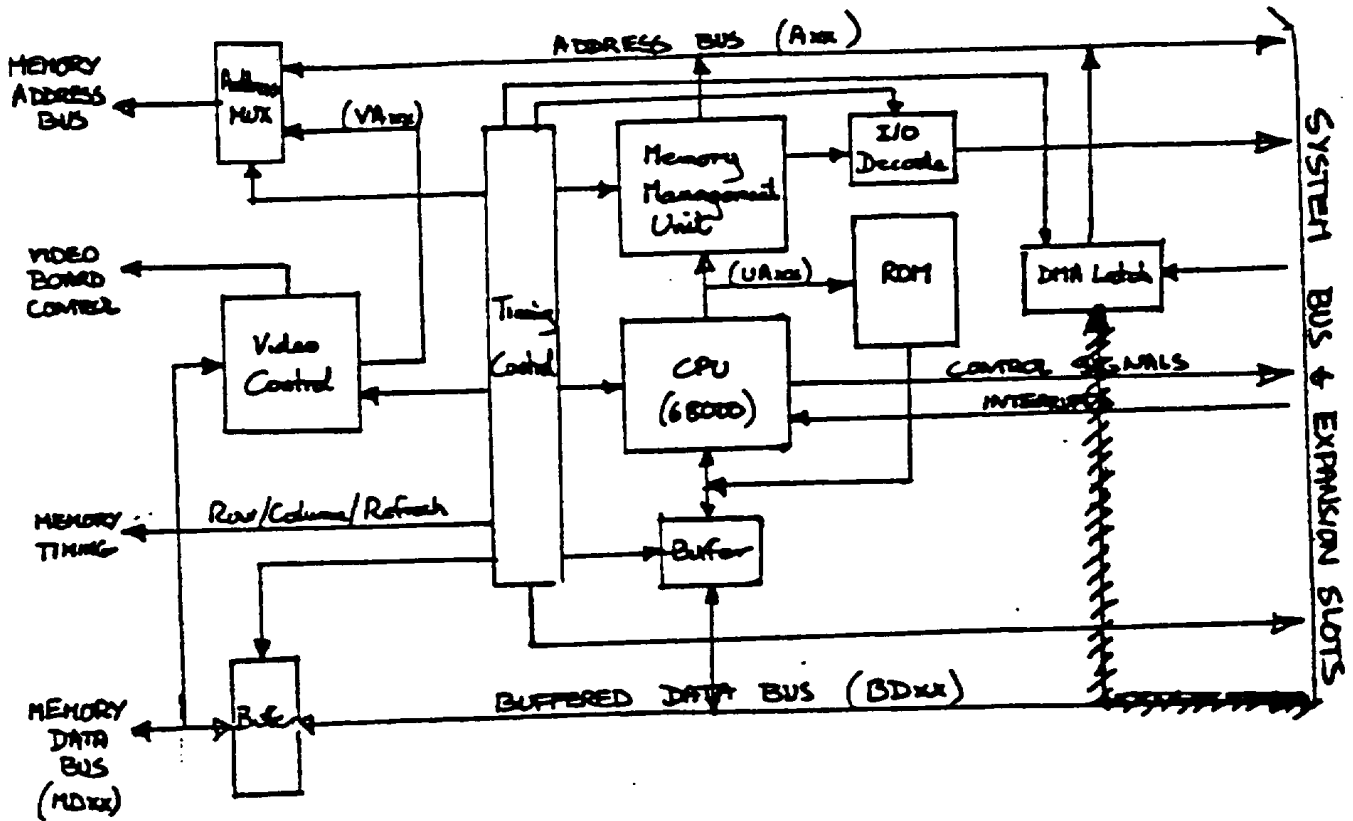 ADDRESS BUS (Axx)
MEMORY
ADDRESS
BUS
Address
MUX
(VAxx)
Memory
Management
Unit
I/O
Decode
SYSTEM BUS & EXPANSION SLOTS
VIDEO
BOARD
CONTROL
Video
Control
Timing
Control
(UAxx)
ROM
DMA Latch
CPU
(68000)
CONTROL SIGNALS
INTERRUPTS
MEMORY
TIMING
Row/Column/Refresh
Buffer
MEMORY
DATA
BUS
(MDxx)
Buffer
BUFFERED DATA BUS (BDxx)